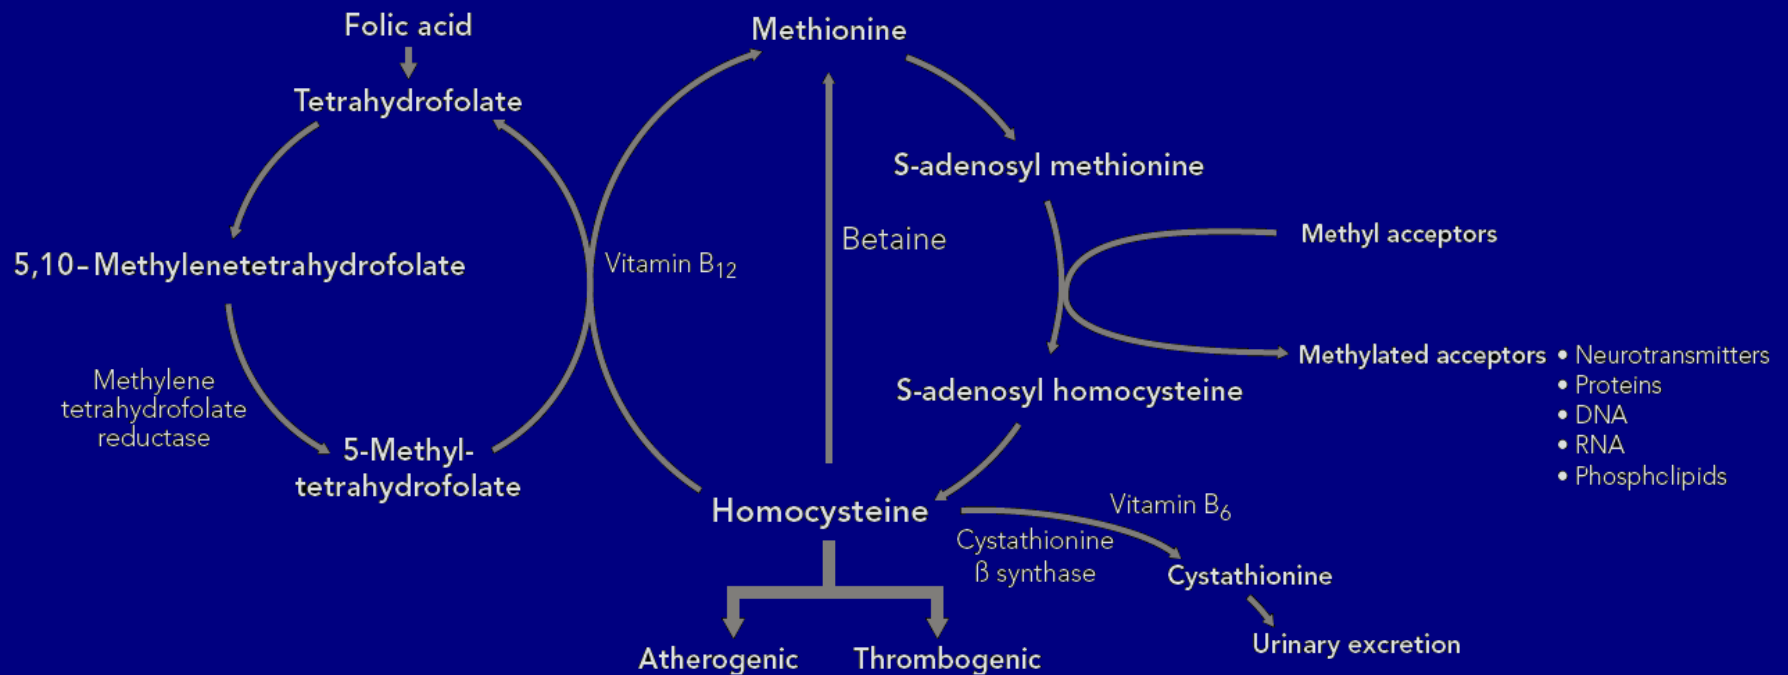 Folic acid
Methionine
Tetrahydrofolate
S-adenosyl methionine
Methyl acceptors
Betaine
5,10-Methylenetetrahydrofolate
Vitamin B12
Methylated acceptors
• Neurotransmitters
• Proteins
• DNA
• RNA
• Phosphclipids
Methylene
tetrahydrofolate
reductase
S-adenosyl homocysteine
5-Methyl-
tetrahydrofolate
Homocysteine
Vitamin B6
Cystathionine
ß synthase
Cystathionine
Urinary excretion
Atherogenic
Thrombogenic